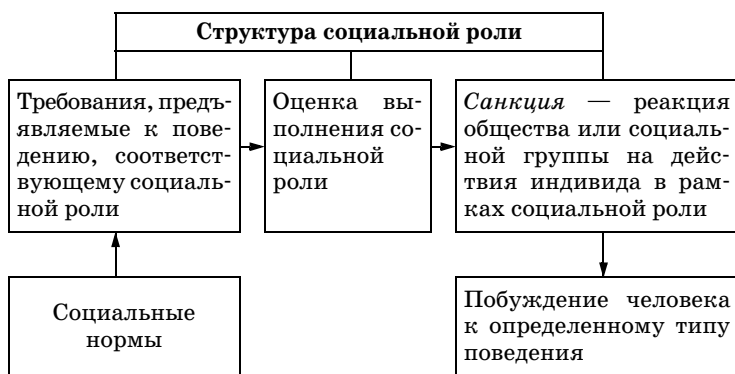 Структура социальной роли
Требования, предъ-
являемые к пове-
дению, соответст-
вующему социаль-
ной роли
Оценка вы-
полнения со-
циальной
роли
Санкция — реакция
общества или социаль-
ной группы на дейст-
вия индивида в рам-
ках социальной роли
Социальные
нормы
Побуждение человека
к определенному типу
поведения